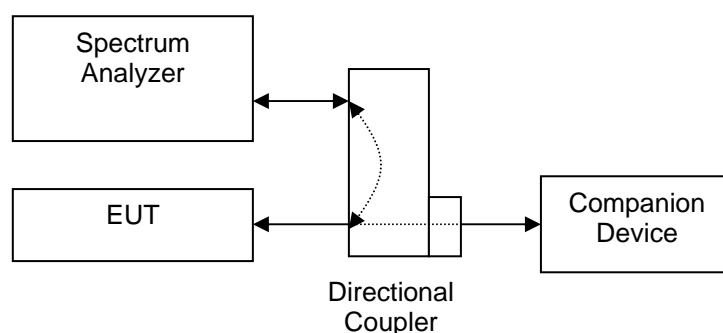 Spectrum
Analyzer
EUT
Companion
Device
Directional
Coupler